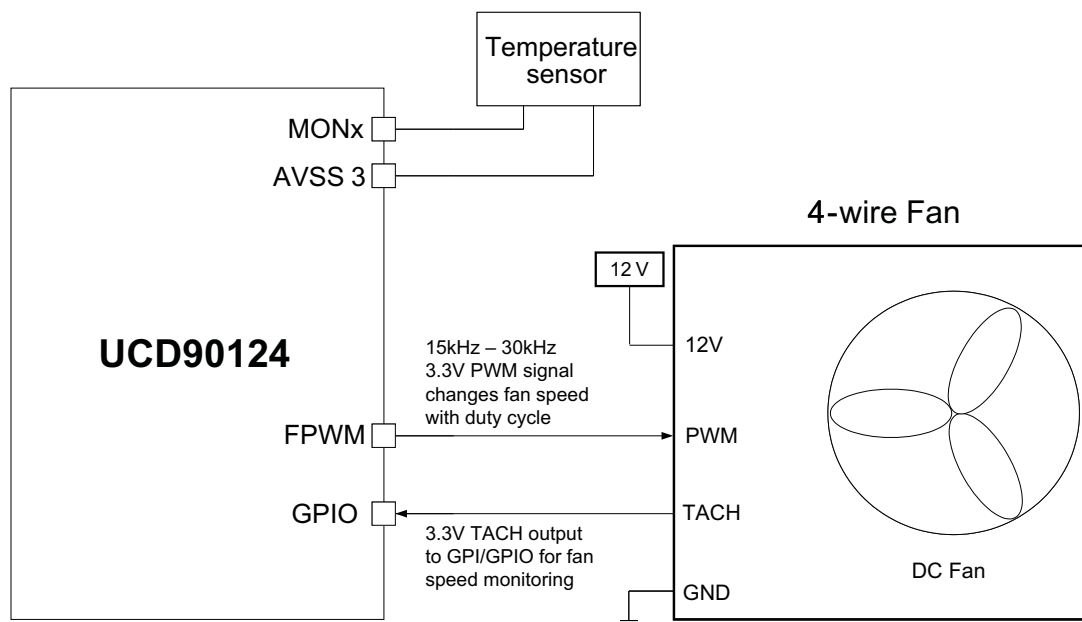 Temperature
sensor
MONx
AVSS 3
4-wire Fan
12 V
12V
UCD90124
15kHz – 30kHz
3.3V PWM signal
changes fan speed
with duty cycle
FPWM
PWM
GPIO
TACH
3.3V TACH output
to GPI/GPIO for fan
speed monitoring
DC Fan
GND